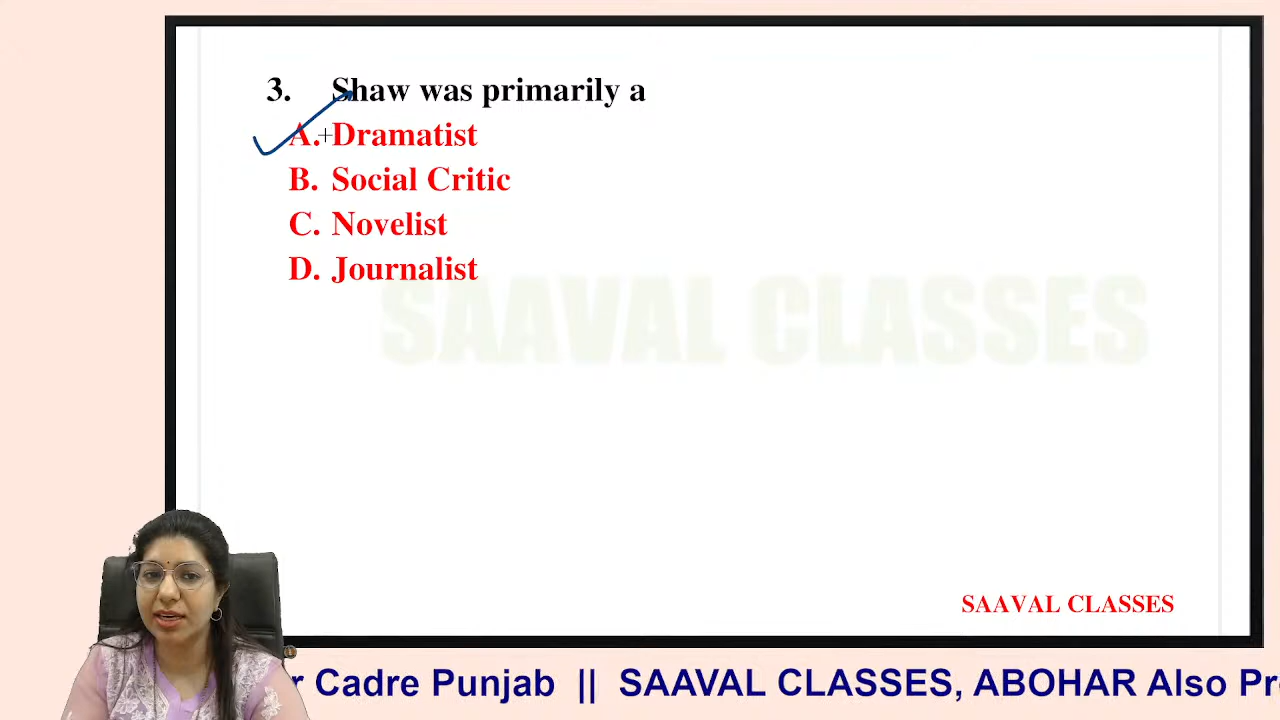 3. Shaw was primarily a
A. Dramatist
B. Social Critic
C. Novelist
D. Journalist
SAAVAL CLASSES
SAAVAL CLASSES
r Cadre Punjab || SAAVAL CLASSES, ABOHAR Also Pr